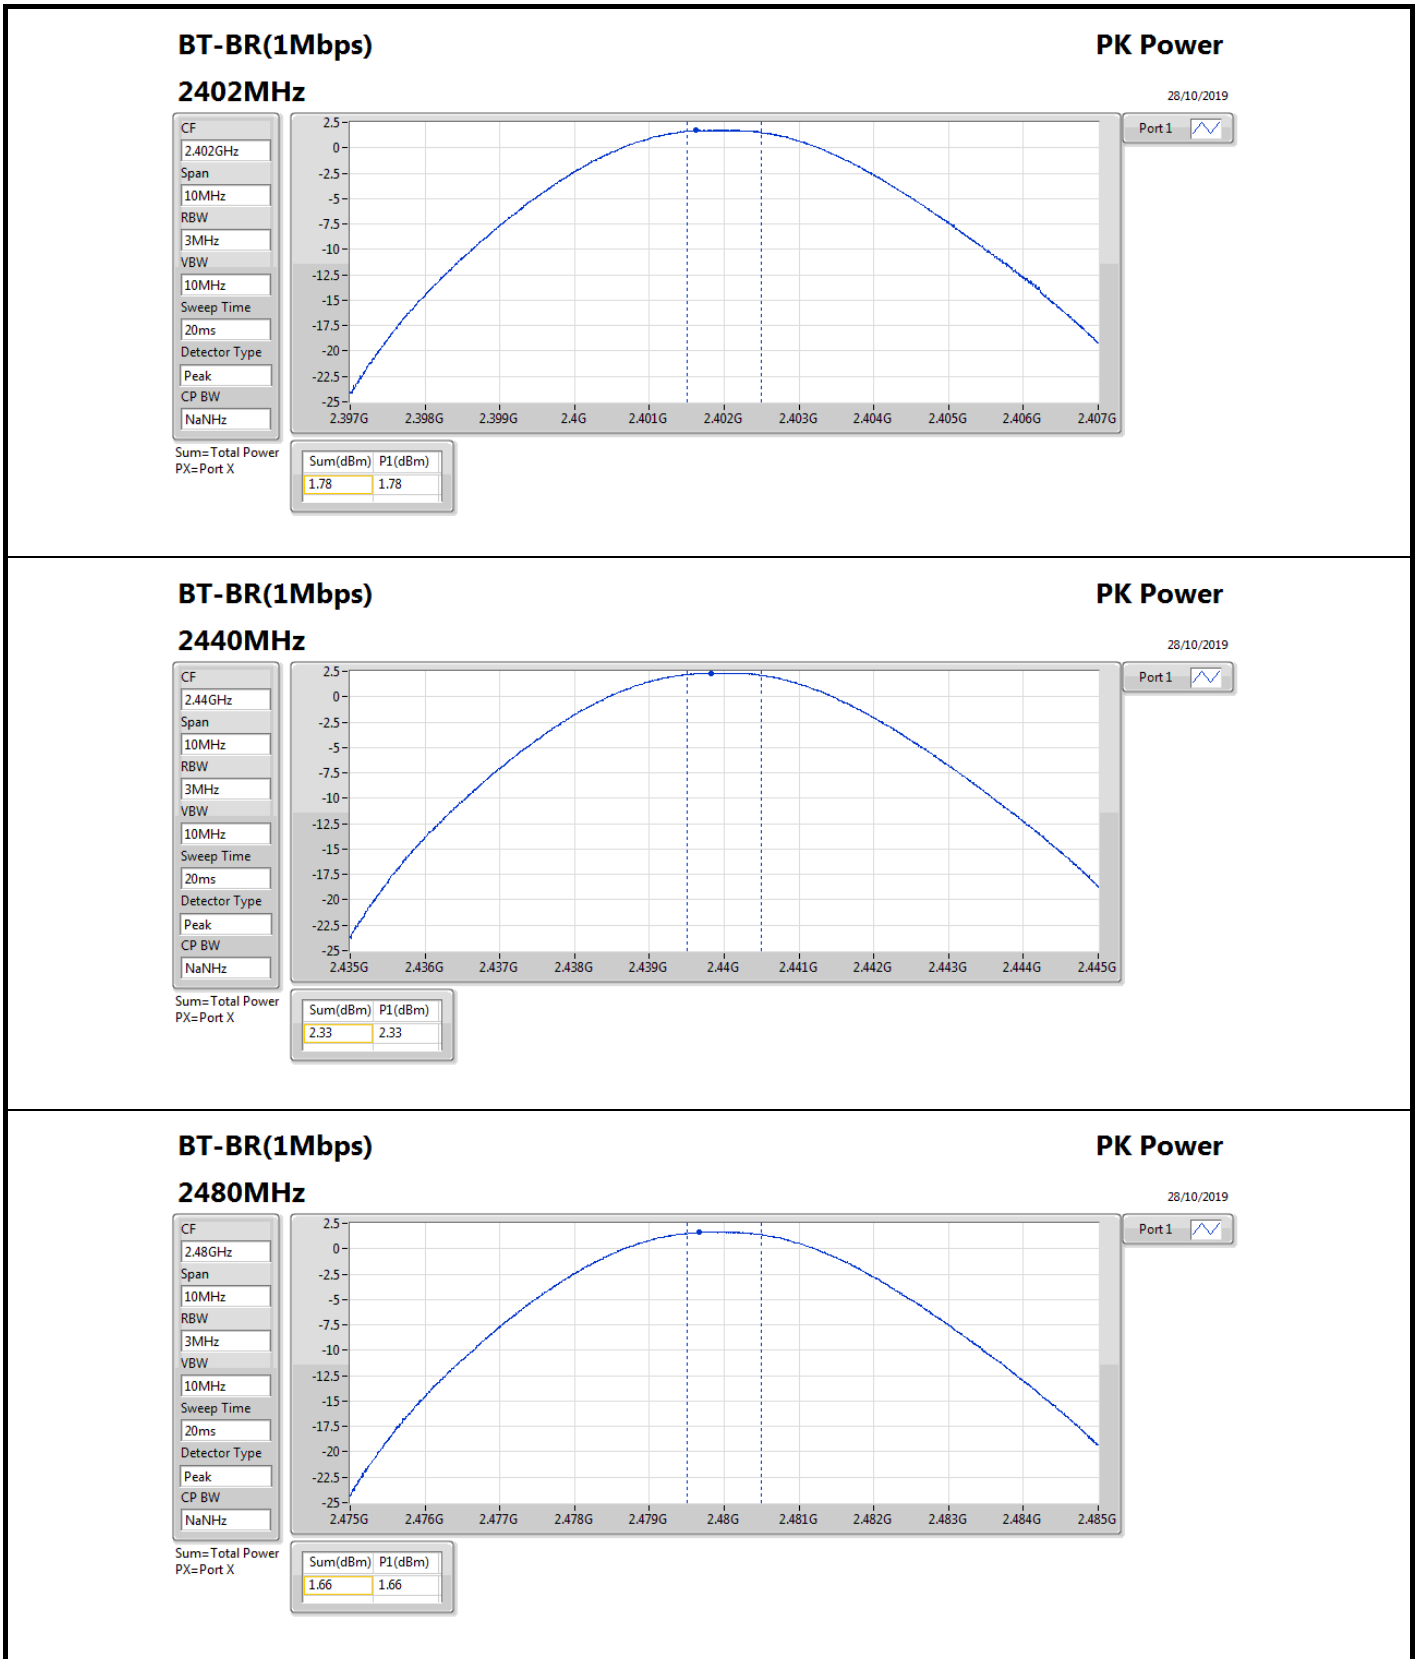 BT-BR(1Mbps) PK Power
2402MHz
28/10/2019
CF
2.402GHz
Span
10MHz
RBW
3MHz
VBW
10MHz
Sweep Time
20ms
Detector Type
Peak
CP BW
NaNHz
Sum=Total Power
PX=Port X
2.5
0
-2.5
-5
-7.5
-10
-12.5
-15
-17.5
-20
-22.5
-25
2.397G 2.398G 2.399G 2.4G 2.401G 2.402G 2.403G 2.404G 2.405G 2.406G 2.407G
Port 1
Sum(dBm) P1(dBm)
1.78 1.78
BT-BR(1Mbps) PK Power
2440MHz
28/10/2019
CF
2.44GHz
Span
10MHz
RBW
3MHz
VBW
10MHz
Sweep Time
20ms
Detector Type
Peak
CP BW
NaNHz
Sum=Total Power
PX=Port X
2.5
0
-2.5
-5
-7.5
-10
-12.5
-15
-17.5
-20
-22.5
-25
2.435G 2.436G 2.437G 2.438G 2.439G 2.44G 2.441G 2.442G 2.443G 2.444G 2.445G
Port 1
Sum(dBm) P1(dBm)
2.33 2.33
BT-BR(1Mbps) PK Power
2480MHz
28/10/2019
CF
2.48GHz
Span
10MHz
RBW
3MHz
VBW
10MHz
Sweep Time
20ms
Detector Type
Peak
CP BW
NaNHz
Sum=Total Power
PX=Port X
2.5
0
-2.5
-5
-7.5
-10
-12.5
-15
-17.5
-20
-22.5
-25
2.475G 2.476G 2.477G 2.478G 2.479G 2.48G 2.481G 2.482G 2.483G 2.484G 2.485G
Port 1
Sum(dBm) P1(dBm)
1.66 1.66